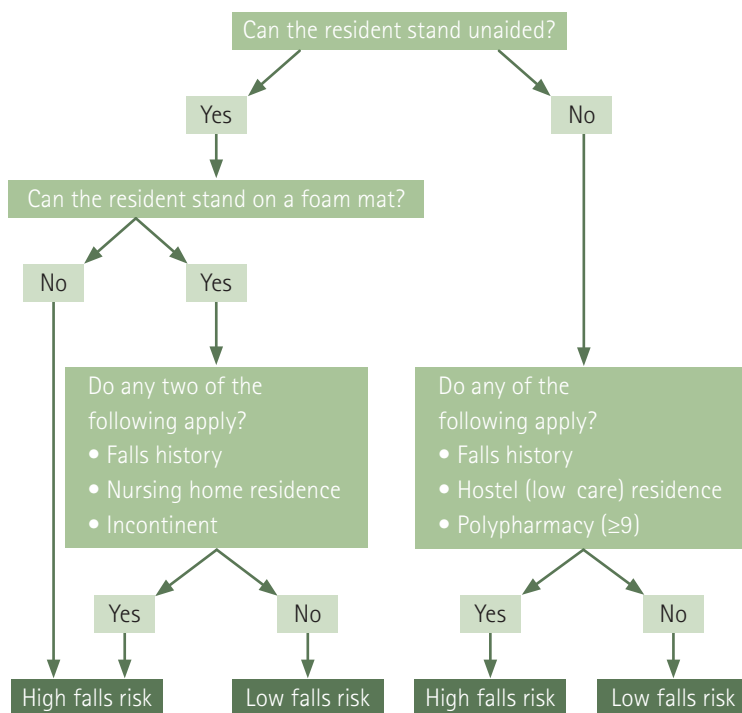 Can the resident stand unaided?
Yes
No
Can the resident stand on a foam mat?
No
Yes
Do any two of the
following apply?
• Falls history
• Nursing home residence
• Incontinent
Do any of the
following apply?
• Falls history
• Hostel (low care) residence
• Polypharmacy (≥9)
Yes
No
Yes
No
High falls risk
Low falls risk
High falls risk
Low falls risk